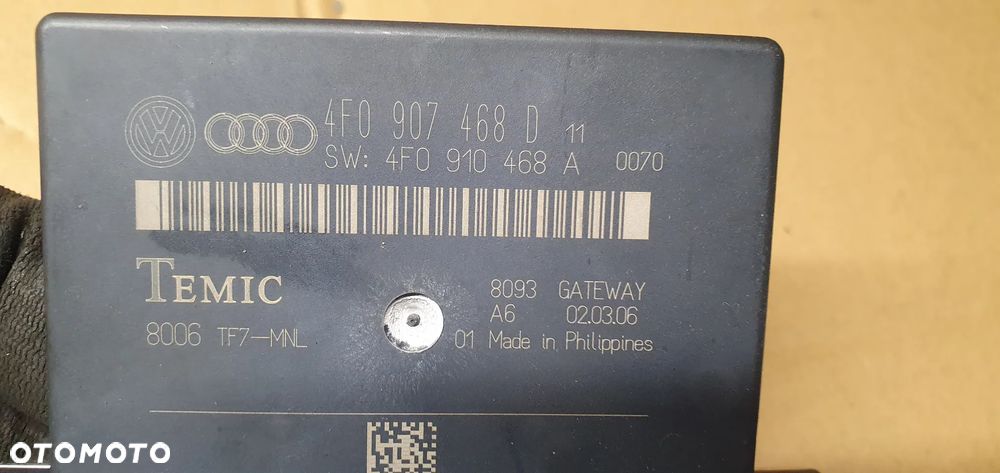 4F0 907 468 D 11
SW: 4F0 910 468 A 0070
TEMIC
8093 GATEWAY
A6 02.03.06
8006 TF7-MNL
01 Made in Philippines
OTOMOTO